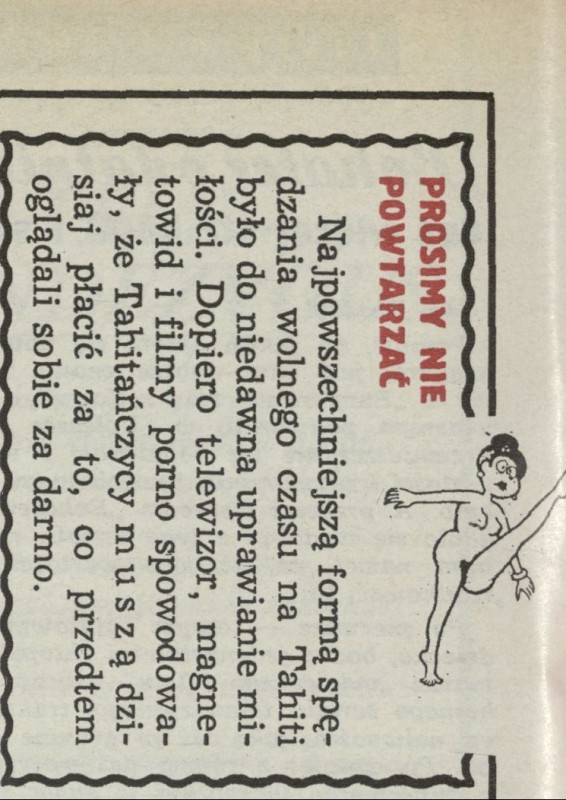 PROSIMY NIE
POWTARZAĆ
Najpowszechniejszą formą spę-
dzania wolnego czasu na Tahiti
było do niedawna uprawianie mi-
łości. Dopiero telewizor, magne-
towid i filmy porno spowodowa-
ły, że Tahitańczycy m u s z ą dzi
siaj płacić za to, co przedtem
oglądali sobie za darmo.